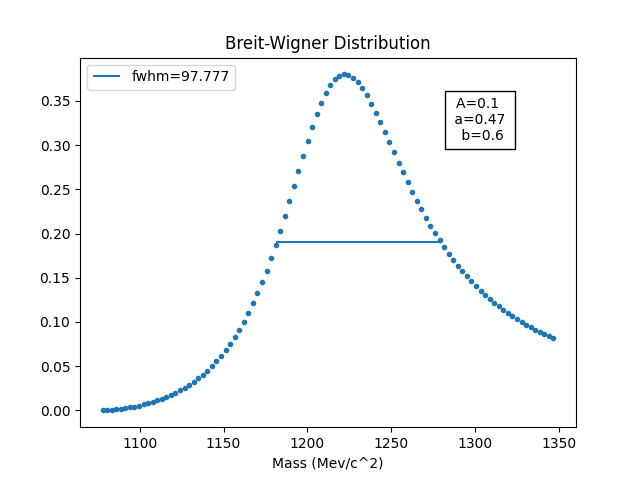 Breit-Wigner Distribution
fwhm=97.777
A=0.1
a=0.47
b=0.6
0.35
0.30
0.25
0.20
0.15
0.10
0.05
0.00
1100 1150 1200 1250 1300 1350
Mass (Mev/c^2)